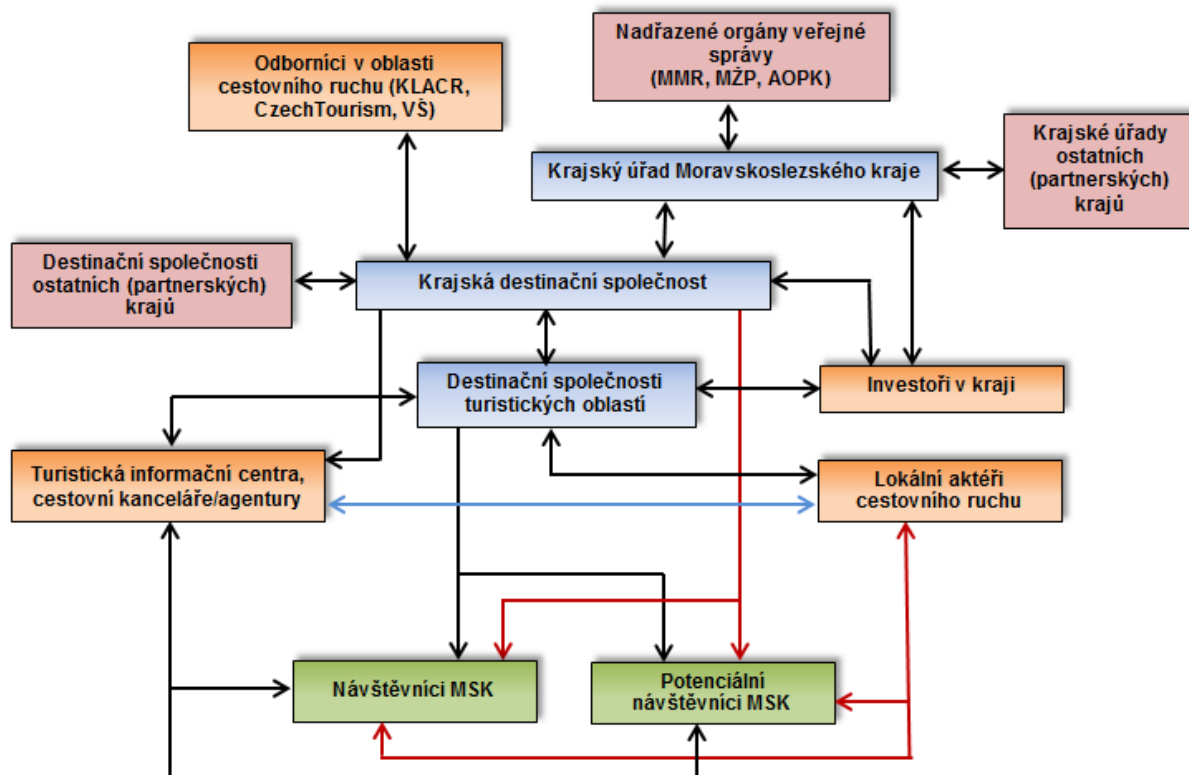 Nadřazené orgány veřejné
správy
(MMR, MŽP, AOPK)
Odborníci v oblasti
cestovního ruchu (KLACR,
CzechTourism, VŠ)
Krajské úřady
ostatních
(partnerských)
krajů
Krajský úřad Moravskoslezského kraje
Destinační společnosti
ostatních (partnerských)
krajů
Krajská destinační společnost
Destinační společnosti
turistických oblastí
Investoři v kraji
Turistická informační centra,
cestovní kanceláře/agentury
Lokální aktéři
cestovního ruchu
Návštěvníci MSK
Potenciální
návštěvníci MSK